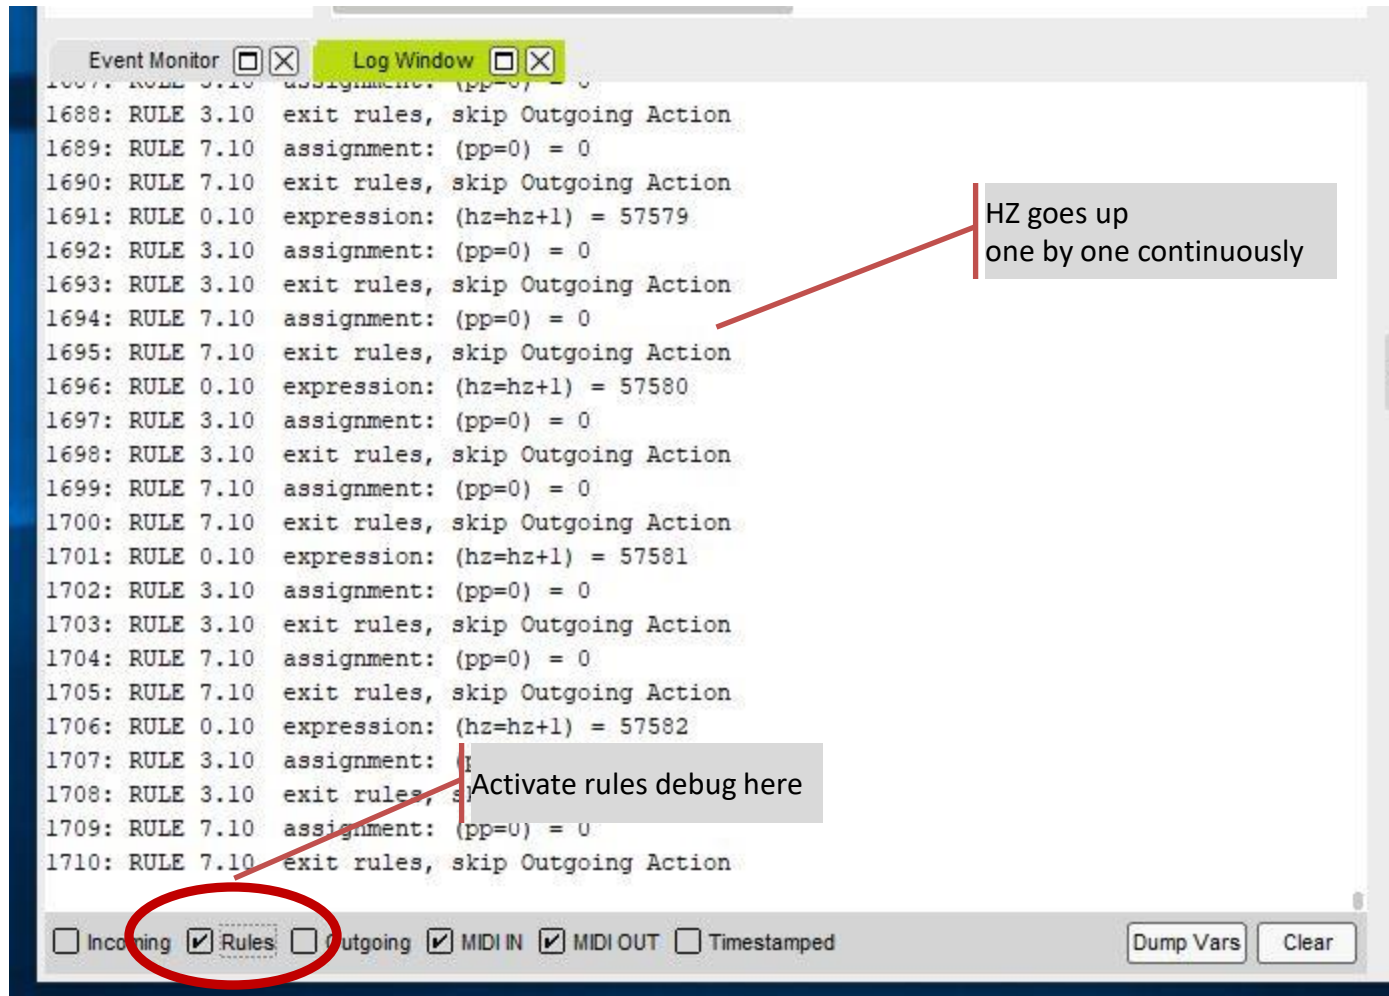 Event Monitor Log Window
1688: RULE 3.10 exit rules, skip Outgoing Action
1689: RULE 7.10 assignment: (pp=0) = 0
1690: RULE 7.10 exit rules, skip Outgoing Action
1691: RULE 0.10 expression: (hz=hz+1) = 57579
1692: RULE 3.10 assignment: (pp=0) = 0
1693: RULE 3.10 exit rules, skip Outgoing Action
1694: RULE 7.10 assignment: (pp=0) = 0
1695: RULE 7.10 exit rules, skip Outgoing Action
1696: RULE 0.10 expression: (hz=hz+1) = 57580
1697: RULE 3.10 assignment: (pp=0) = 0
1698: RULE 3.10 exit rules, skip Outgoing Action
1699: RULE 7.10 assignment: (pp=0) = 0
1700: RULE 7.10 exit rules, skip Outgoing Action
1701: RULE 0.10 expression: (hz=hz+1) = 57581
1702: RULE 3.10 assignment: (pp=0) = 0
1703: RULE 3.10 exit rules, skip Outgoing Action
1704: RULE 7.10 assignment: (pp=0) = 0
1705: RULE 7.10 exit rules, skip Outgoing Action
1706: RULE 0.10 expression: (hz=hz+1) = 57582
1707: RULE 3.10 assignment:
1708: RULE 3.10 exit rules,
1709: RULE 7.10 assignment: (pp=0) = 0
1710: RULE 7.10 exit rules, skip Outgoing Action
HZ goes up
one by one continuously
Activate rules debug here
Incoming Rules Outgoing MIDI IN MIDI OUT Timestamped Dump Vars Clear